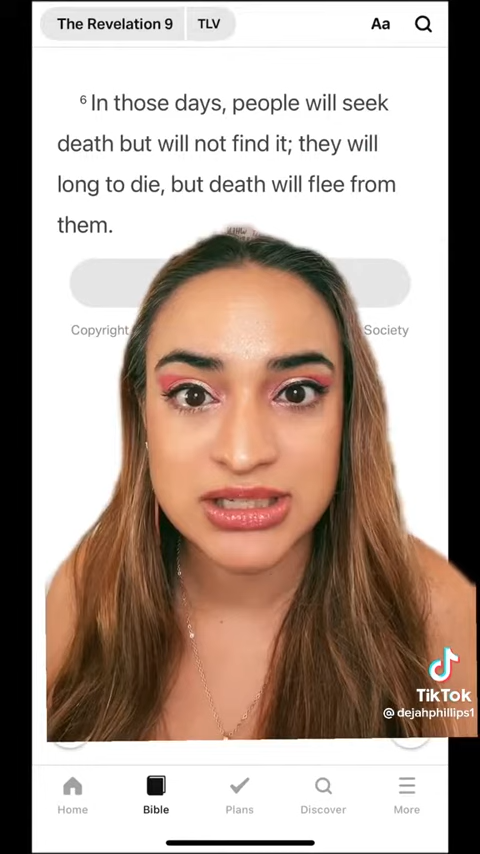 The Revelation 9 TLV Aa
6 In those days, people will seek
death but will not find it; they will
long to die, but death will flee from
them.
Copyright Society
TikTok
@ dejahphillips1
Home Bible Plans Discover More